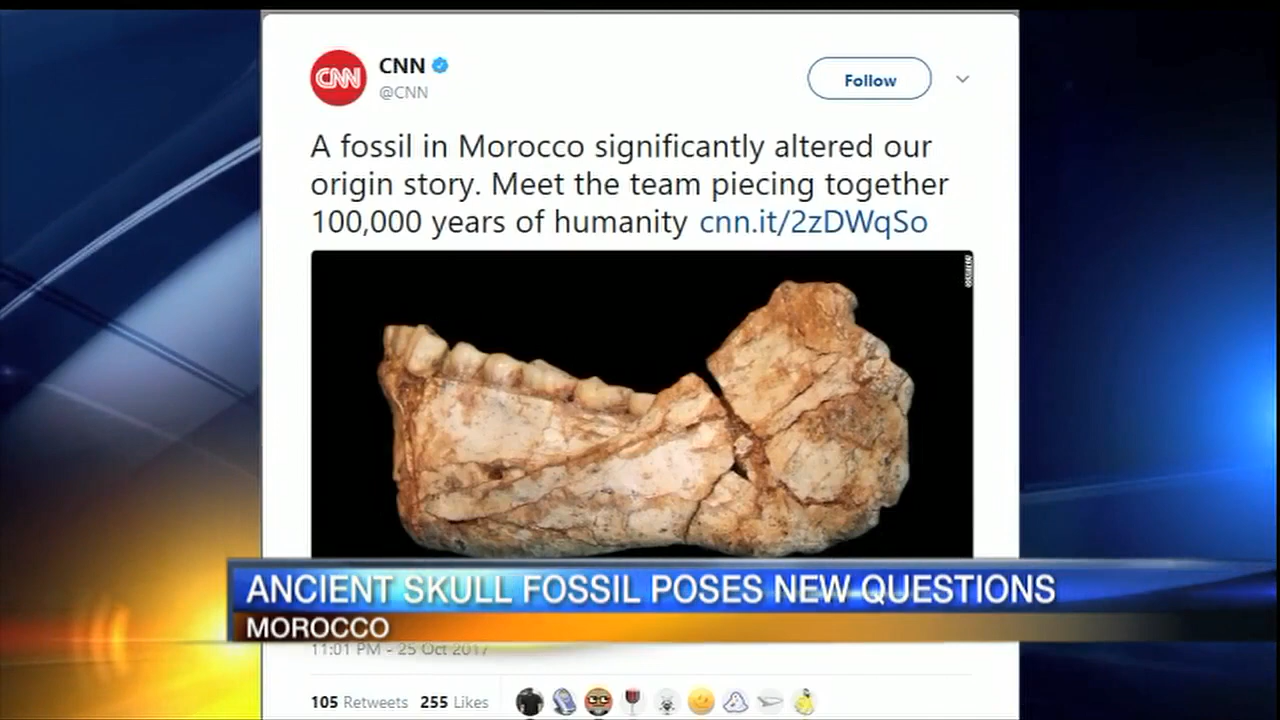 CNN
CNN
@CNN
Follow
A fossil in Morocco significantly altered our
origin story. Meet the team piecing together
100,000 years of humanity cnn.it/2zDWqSo
ANCIENT SKULL FOSSIL POSES NEW QUESTIONS
MOROCCO
11:01 PM - 25 Oct 2017
105 Retweets 255 Likes